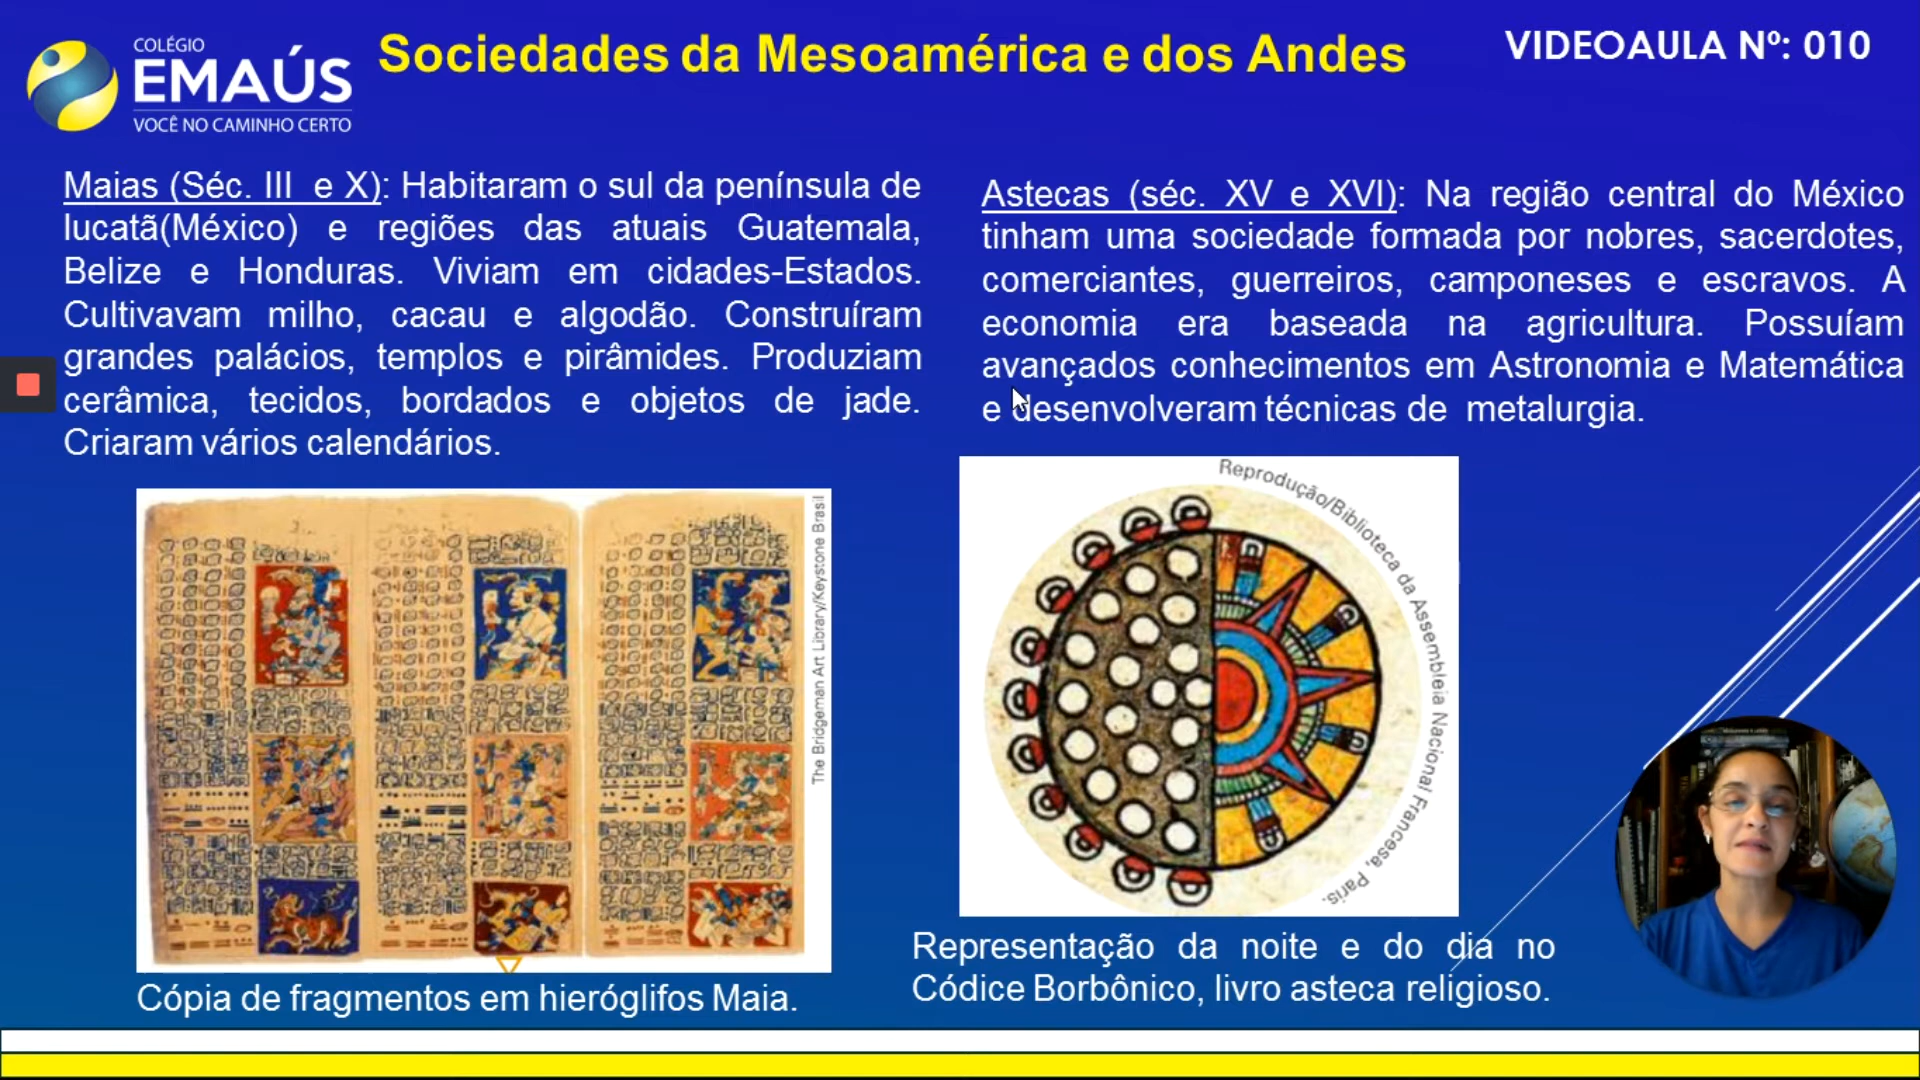 COLÉGIO
EMAÚS
VOCÊ NO CAMINHO CERTO
Sociedades da Mesoamérica e dos Andes
VIDEOAULA Nº: 010
Maias (Séc. III e X): Habitaram o sul da península de
Iucatã(México) e regiões das atuais Guatemala,
Belize e Honduras. Viviam em cidades-Estados.
Cultivavam milho, cacau e algodão. Construíram
grandes palácios, templos e pirâmides. Produziam
cerâmica, tecidos, bordados e objetos de jade.
Criaram vários calendários.
Astecas (séc. XV e XVI): Na região central do México
tinham uma sociedade formada por nobres, sacerdotes,
comerciantes, guerreiros, camponeses e escravos. A
economia era baseada na agricultura. Possuíam
avançados conhecimentos em Astronomia e Matemática
e desenvolveram técnicas de metalurgia.
The Bridgeman Art Library/Keystone Brasil
Reprodução/Biblioteca da Assembleia Nacional Francesa, Paris.
Cópia de fragmentos em hieróglifos Maia.
Representação da noite e do dia no
Códice Borbônico, livro asteca religioso.